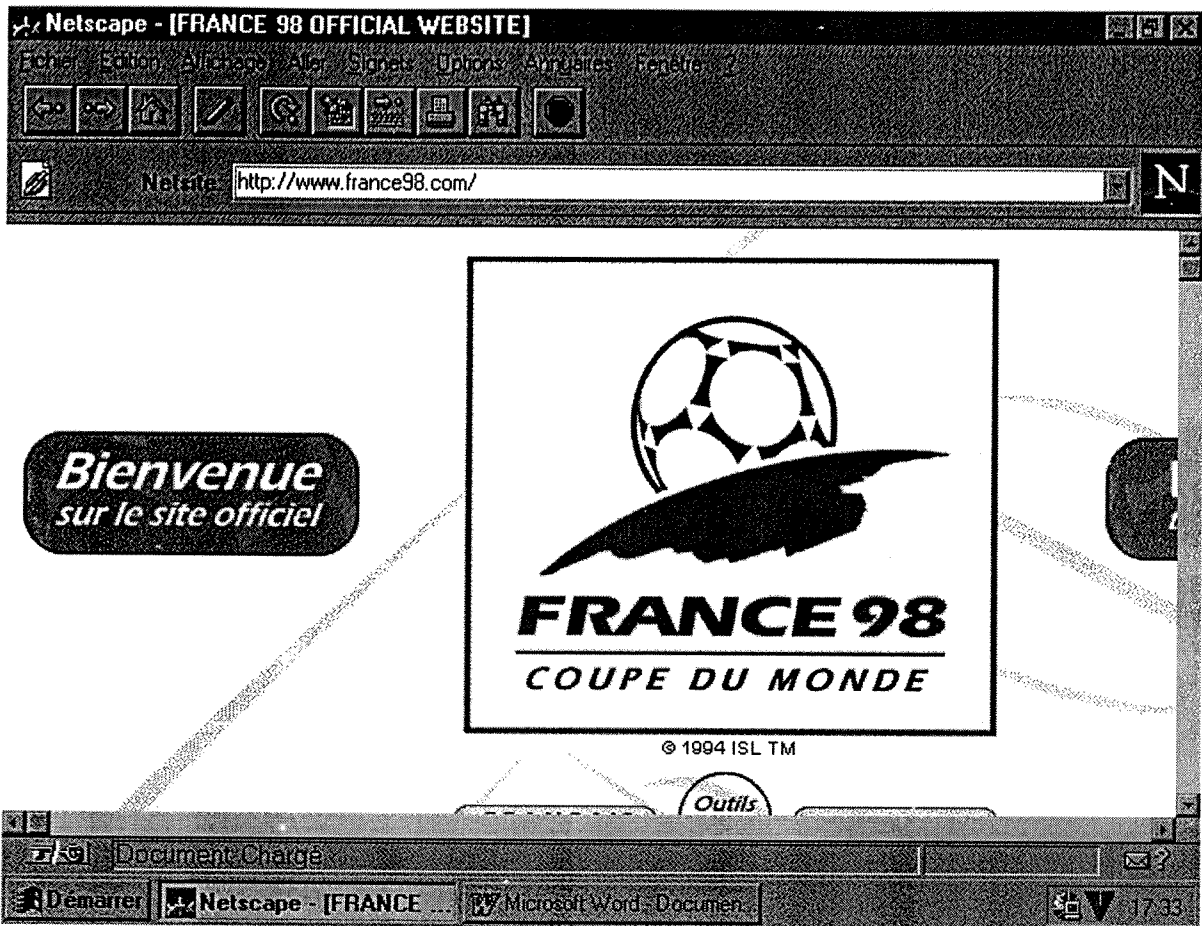 Netscape - [FRANCE 98 OFFICIAL WEBSITE]
Fichier Edition Affichage Aller Signets Options Annuaires Fenêtre ?
Netsite: http://www.france98.com/
N
Bienvenue
sur le site officiel
FRANCE 98
COUPE DU MONDE
© 1994 ISL TM
Outils
Document: Chargé
Démarrer Netscape - [FRANCE ... Microsoft Word - Documen... 17:33